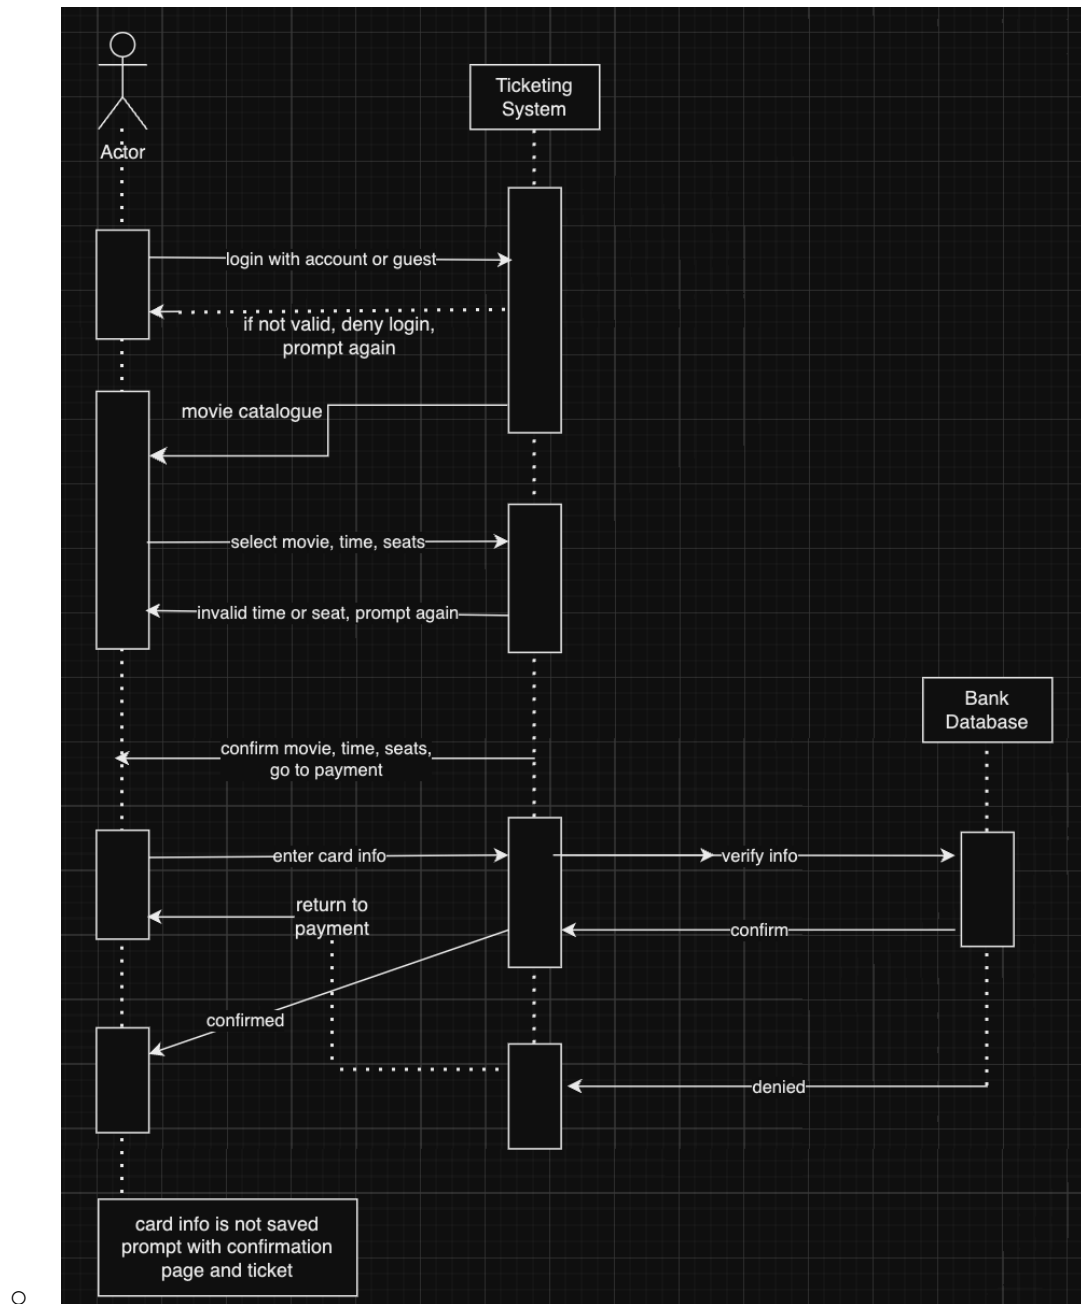 Ticketing
System
Actor
login with account or guest
if not valid, deny login,
prompt again
movie catalogue
select movie, time, seats
invalid time or seat, prompt again
Bank
Database
confirm movie, time, seats,
go to payment
enter card info
verify info
return to
payment
confirm
confirmed
denied
card info is not saved
prompt with confirmation
page and ticket